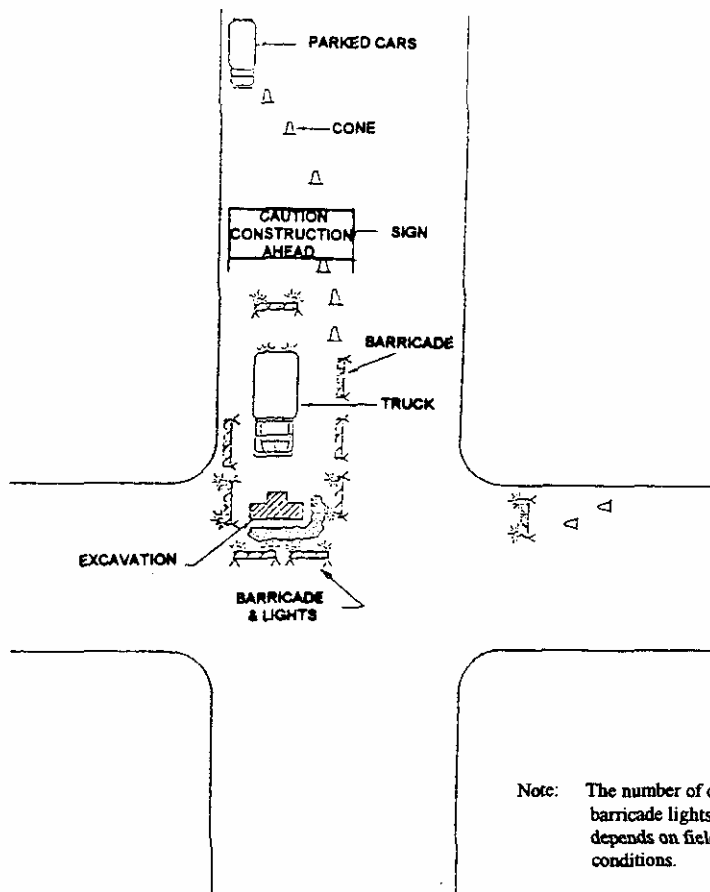 PARKED CARS
CONE
CAUTION
CONSTRUCTION
AHEAD
SIGN
BARRICADE
TRUCK
EXCAVATION
BARRICADE
& LIGHTS
Note: The number of
barricade lights
depends on
conditions.